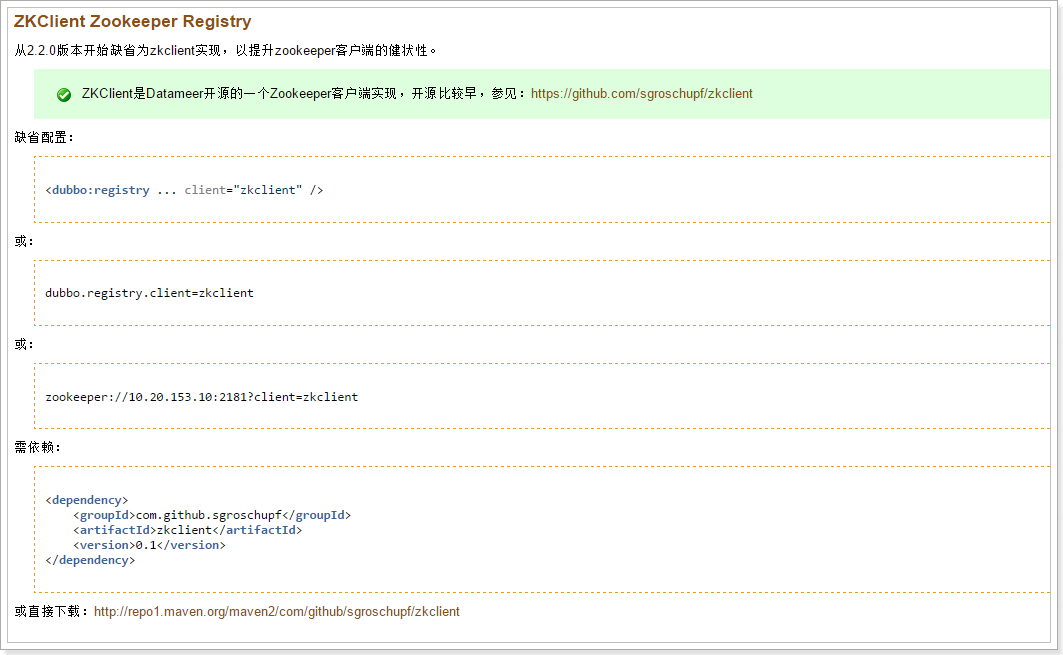 ZKClient Zookeeper Registry
从2.2.0版本开始缺省为zkclient实现，以提升zookeeper客户端的健状性。
ZKClient是Datameer开源的一个Zookeeper客户端实现，开源比较早，参见：https://github.com/sgroschupf/zkclient
缺省配置：
<dubbo:registry ... client="zkclient" />
或：
dubbo.registry.client=zkclient
或：
zookeeper://10.20.153.10:2181?client=zkclient
需依赖：
<dependency>
    <groupId>com.github.sgroschupf</groupId>
    <artifactId>zkclient</artifactId>
    <version>0.1</version>
</dependency>
或直接下载：http://repo1.maven.org/maven2/com/github/sgroschupf/zkclient